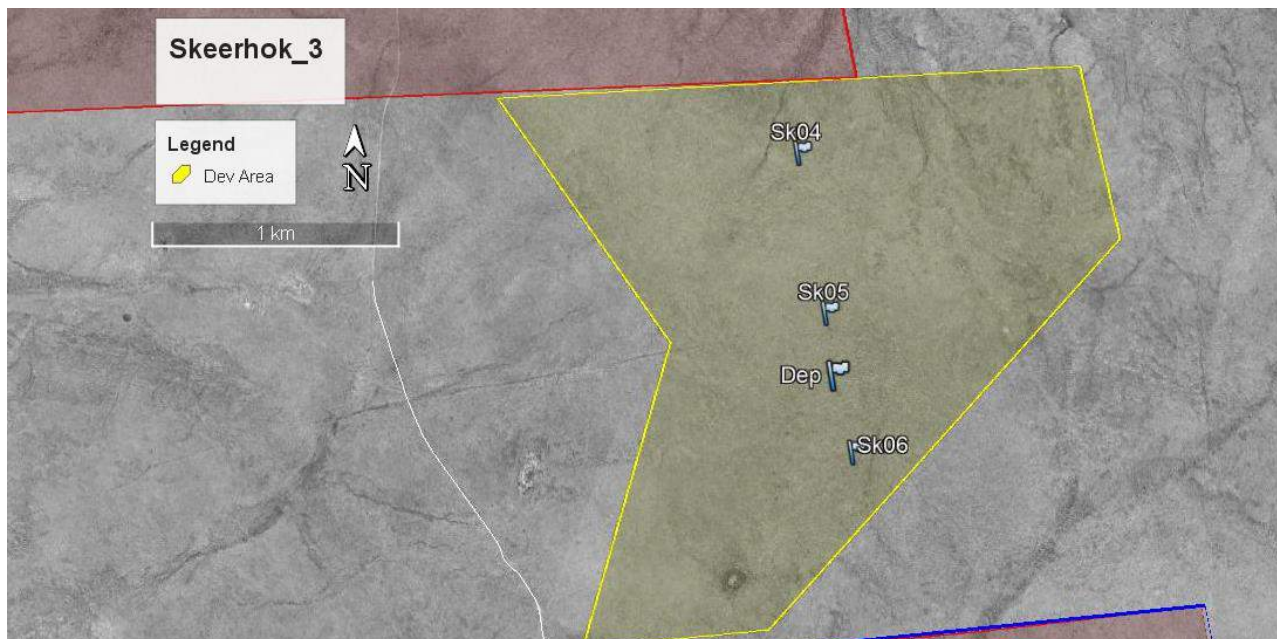 Skeerhok_3
Legend
Dev Area
N
1 km
Sk04
Sk05
Dep
Sk06